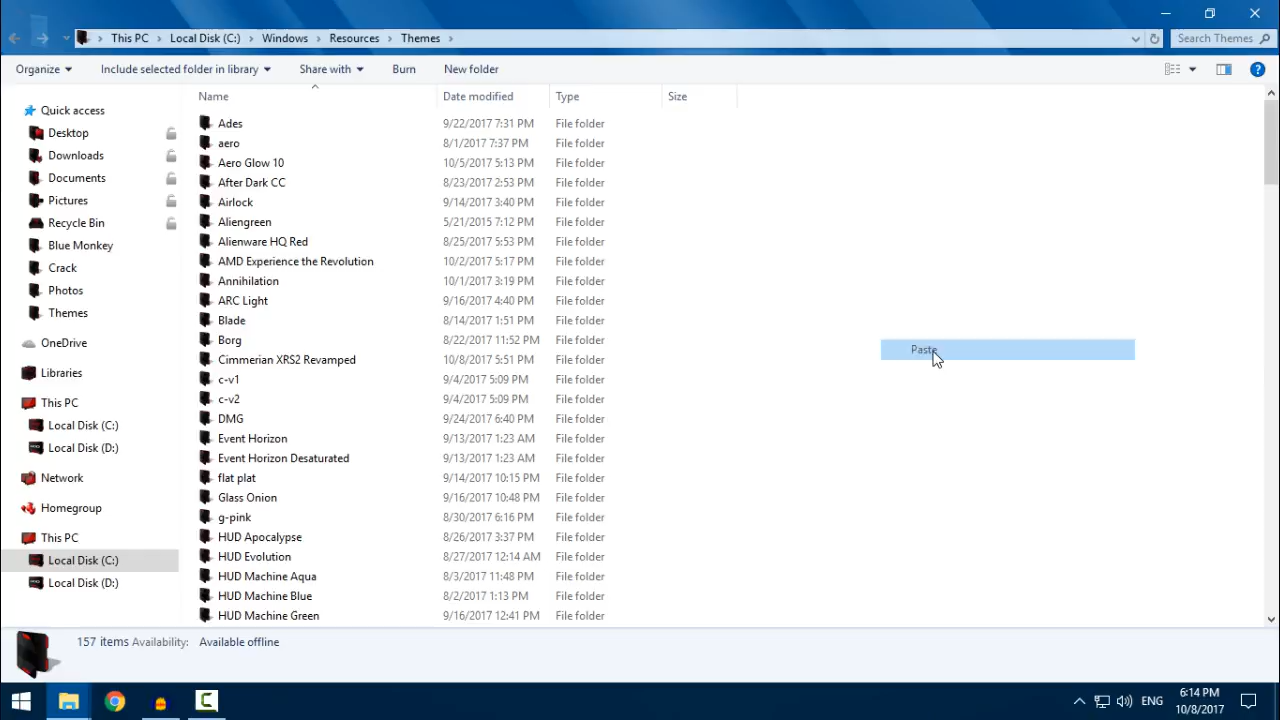 This PC Local Disk (C:) Windows Resources Themes Search Themes
Organize Include selected folder in library Share with Burn New folder
Name Date modified Type Size
Quick access
Desktop
Downloads
Documents
Pictures
Recycle Bin
Blue Monkey
Crack
Photos
Themes
OneDrive
Libraries
This PC
Local Disk (C:)
Local Disk (D:)
Network
Homegroup
This PC
Local Disk (C:)
Local Disk (D:)
Ades 9/22/2017 7:31 PM File folder
aero 8/1/2017 7:37 PM File folder
Aero Glow 10 10/5/2017 5:13 PM File folder
After Dark CC 8/23/2017 2:53 PM File folder
Airlock 9/14/2017 3:40 PM File folder
Aliengreen 5/21/2015 7:12 PM File folder
Alienware HQ Red 8/25/2017 5:53 PM File folder
AMD Experience the Revolution 10/2/2017 5:17 PM File folder
Annihilation 10/1/2017 3:19 PM File folder
ARC Light 9/16/2017 4:40 PM File folder
Blade 8/14/2017 1:51 PM File folder
Borg 8/22/2017 11:52 PM File folder
Cimmerian XRS2 Revamped 10/8/2017 5:51 PM File folder
c-v1 9/4/2017 5:09 PM File folder
c-v2 9/4/2017 5:09 PM File folder
DMG 9/24/2017 6:40 PM File folder
Event Horizon 9/13/2017 1:23 AM File folder
Event Horizon Desaturated 9/13/2017 1:23 AM File folder
flat plat 9/14/2017 10:15 PM File folder
Glass Onion 9/16/2017 10:48 PM File folder
g-pink 8/30/2017 6:16 PM File folder
HUD Apocalypse 8/26/2017 3:37 PM File folder
HUD Evolution 8/27/2017 12:14 AM File folder
HUD Machine Aqua 8/3/2017 11:48 PM File folder
HUD Machine Blue 8/2/2017 1:13 PM File folder
HUD Machine Green 9/16/2017 12:41 PM File folder
Paste
157 items Availability: Available offline
ENG
6:14 PM
10/8/2017